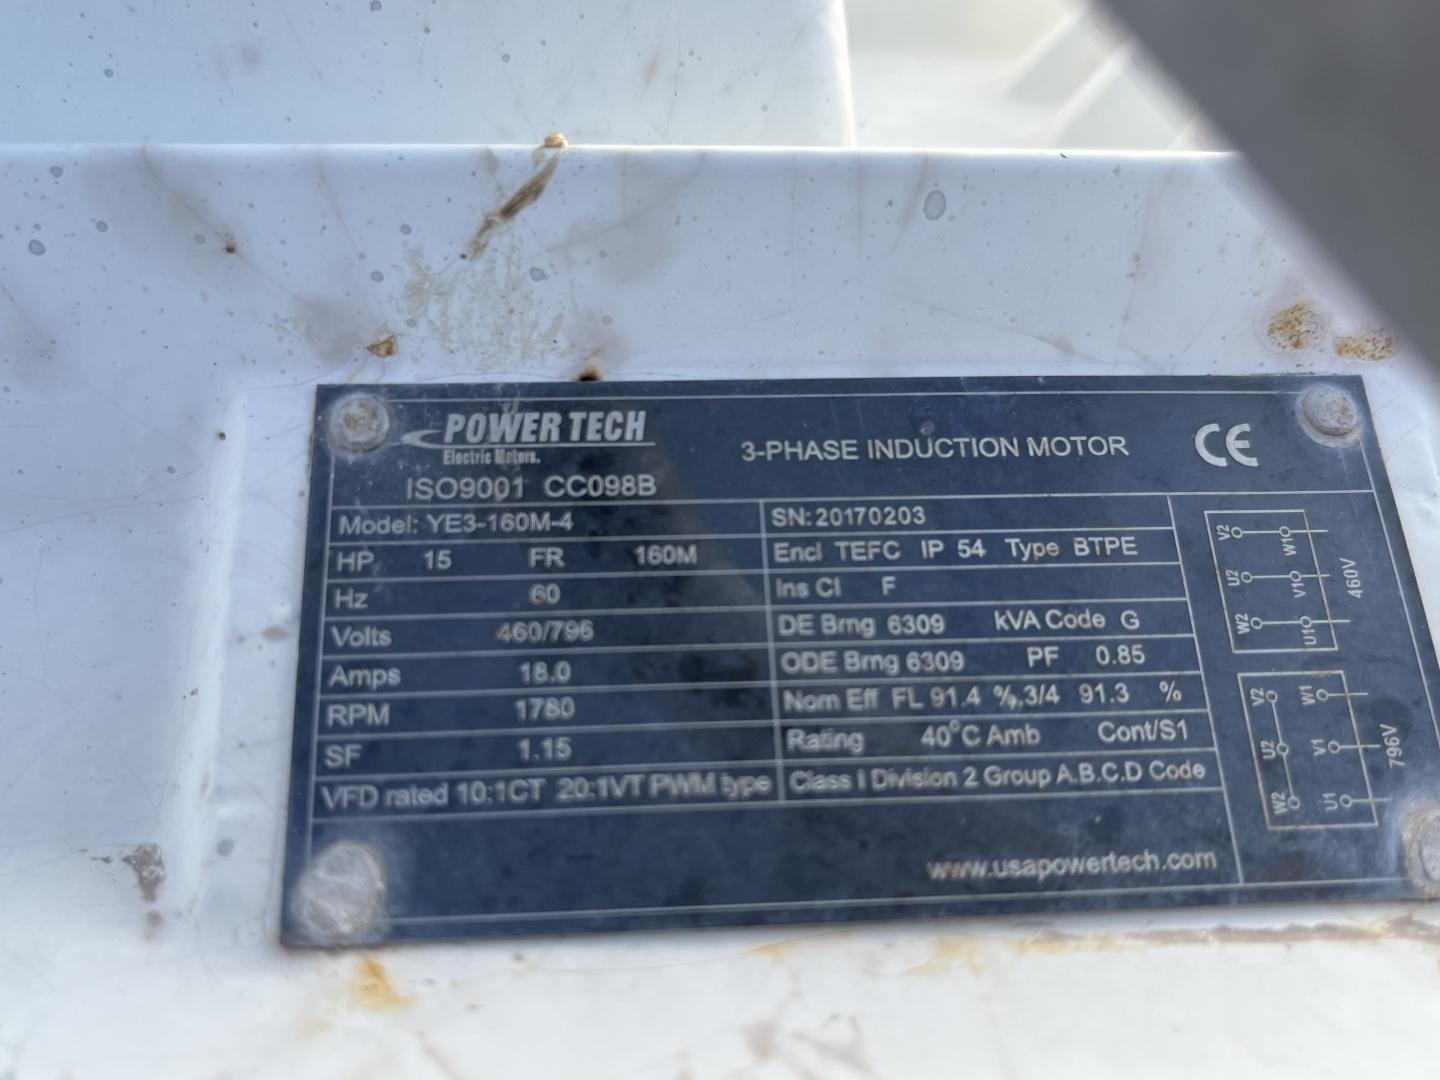 POWER TECH
Electric Motors.
3-PHASE INDUCTION MOTOR CE
ISO9001 CC098B
Model: YE3-160M-4
HP 15 FR 160M
Hz 60
Volts 460/796
Amps 18.0
RPM 1780
SF 1.15
VFD rated 10:1CT 20:1VT PWM type
SN: 20170203
Encl TEFC IP 54 Type BTPE
Ins Cl F
DE Brng 6309 kVA Code G
ODE Brng 6309 PF 0.85
Nom Eff FL 91.4 %,3/4 91.3 %
Rating 40°C Amb Cont/S1
Class I Division 2 Group A.B.C.D Code
www.usapowertech.com
V2 W1
U2 V1
W2 U1
460V
V2 W1
U2 V1
W2 U1
796V